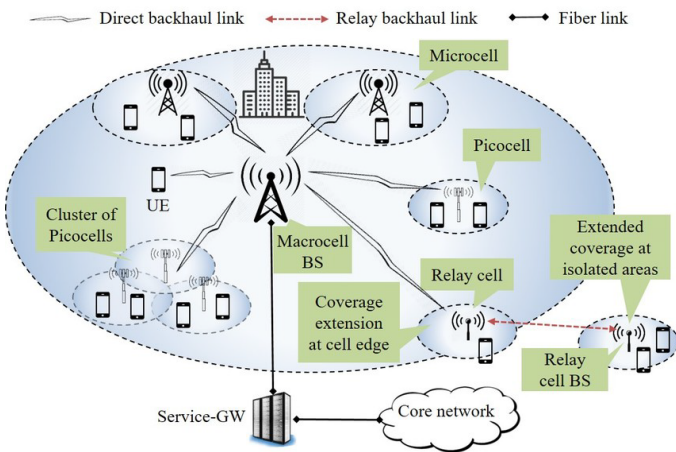 Direct backhaul link
Relay backhaul link
Fiber link
Microcell
Picocell
UE
Cluster of
Picocells
Macrocell
BS
Extended
coverage at
isolated areas
Relay cell
Coverage
extension
at cell edge
Relay
cell BS
Service-GW
Core network